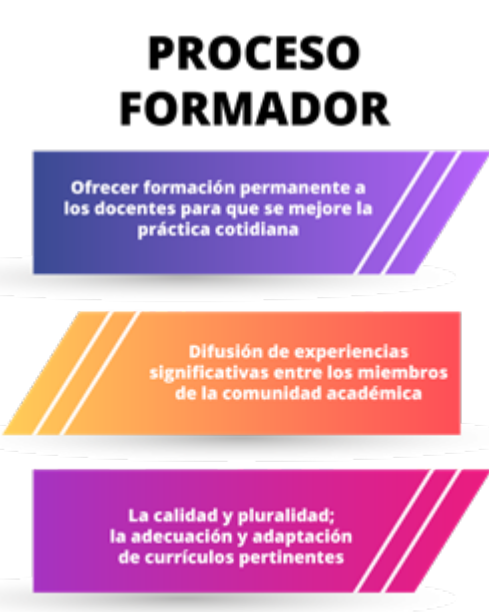 PROCESO
FORMADOR
Ofrecer formación permanente a
los docentes para que se mejore la
práctica cotidiana
Difusión de experiencias
significativas entre los miembros
de la comunidad académica
La calidad y pluralidad;
la adecuación y adaptación
de currículos pertinentes